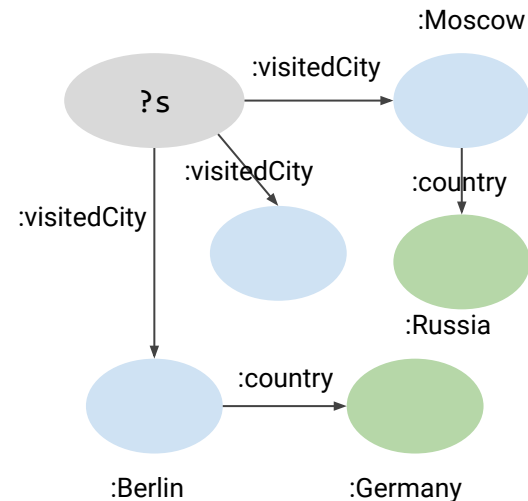 :Moscow
:visitedCity
?s
:visitedCity
:country
:visitedCity
:Russia
:country
:Berlin
:Germany